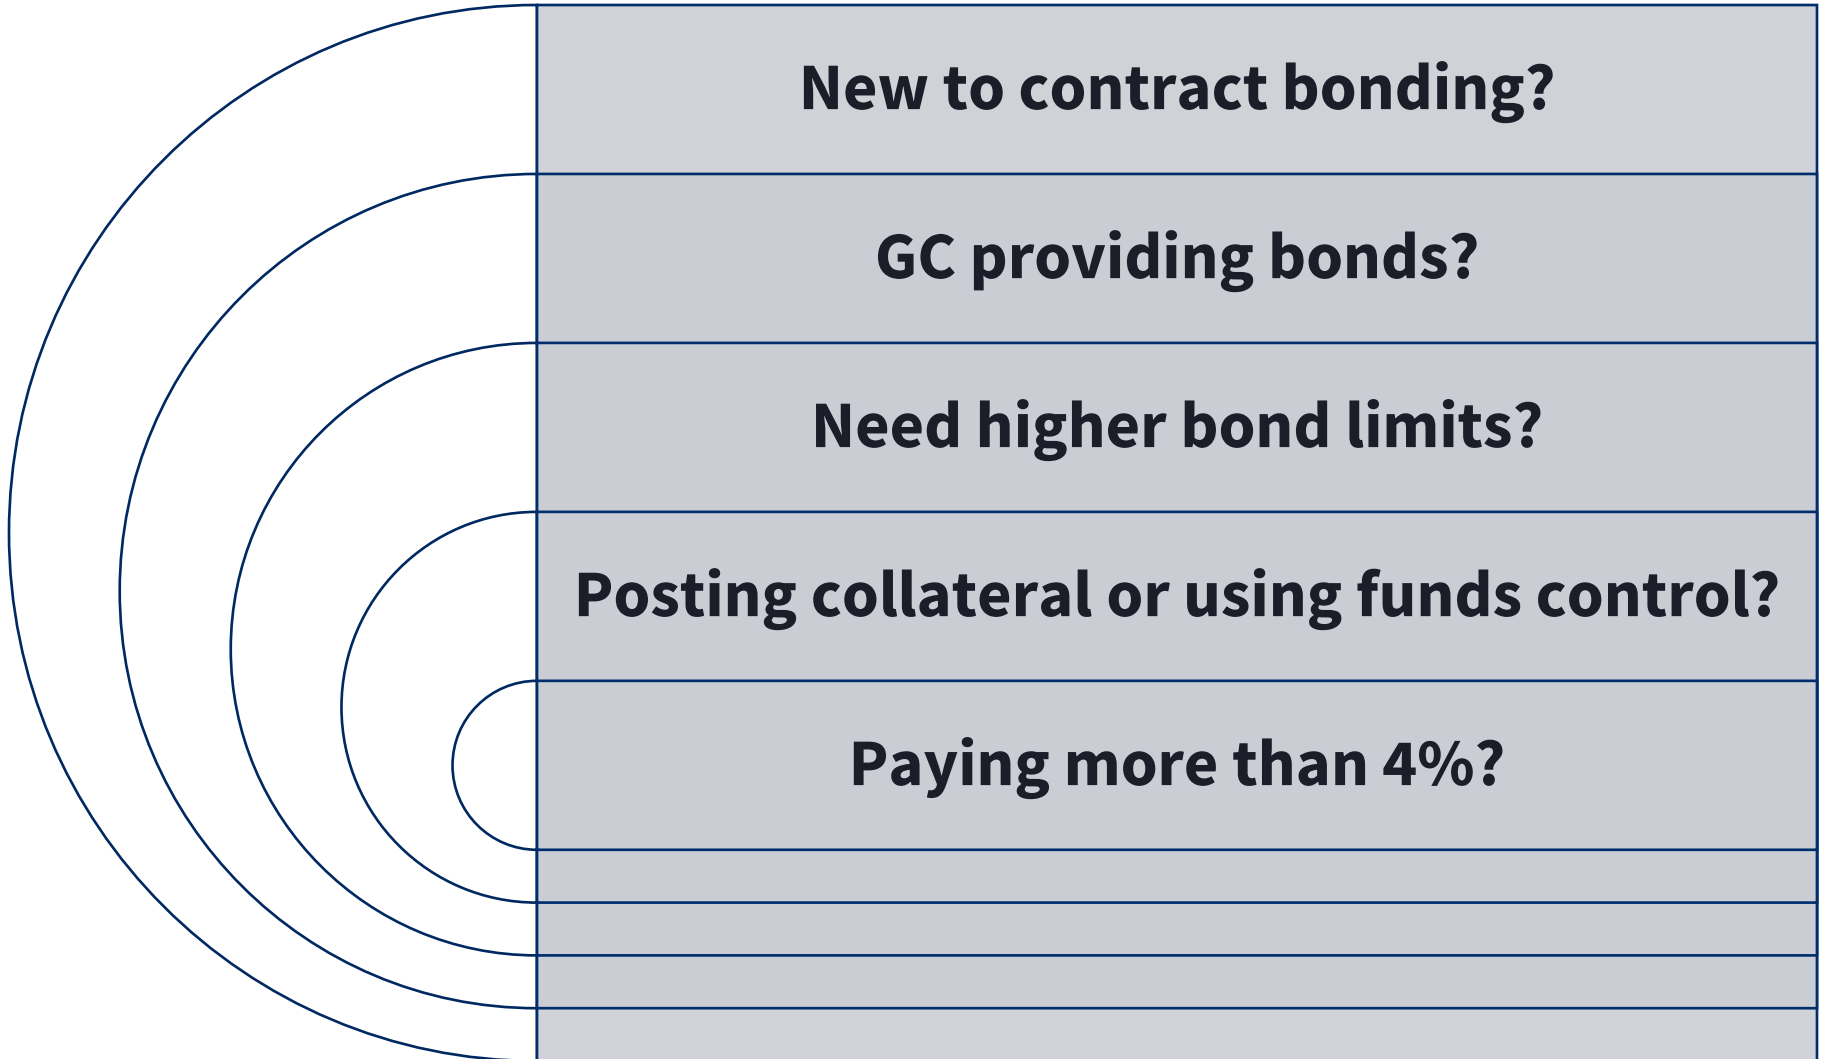 New to contract bonding?
GC providing bonds?
Need higher bond limits?
Posting collateral or using funds control?
Paying more than 4%?